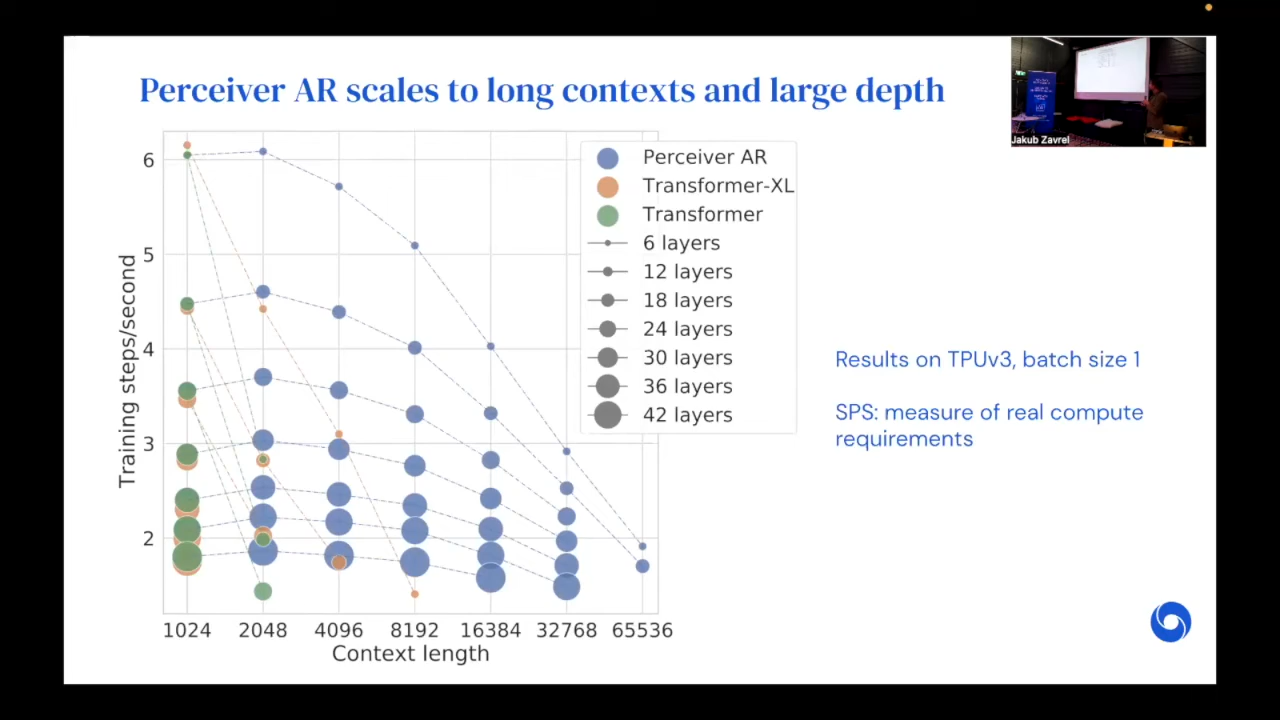 Perceiver AR scales to long contexts and large depth
Jakub Zavrel
Training steps/second
6
5
4
3
2
1024 2048 4096 8192 16384 32768 65536
Context length
Perceiver AR
Transformer-XL
Transformer
6 layers
12 layers
18 layers
24 layers
30 layers
36 layers
42 layers
Results on TPUv3, batch size 1
SPS: measure of real compute
requirements